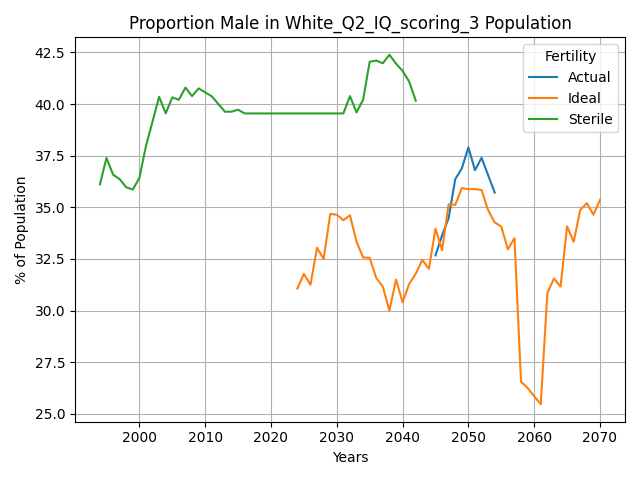 Proportion Male in White_Q2_IQ_scoring_3 Population
Fertility
Actual
Ideal
Sterile
% of Population
42.5
40.0
37.5
35.0
32.5
30.0
27.5
25.0
2000
2010
2020
2030
2040
2050
2060
2070
Years